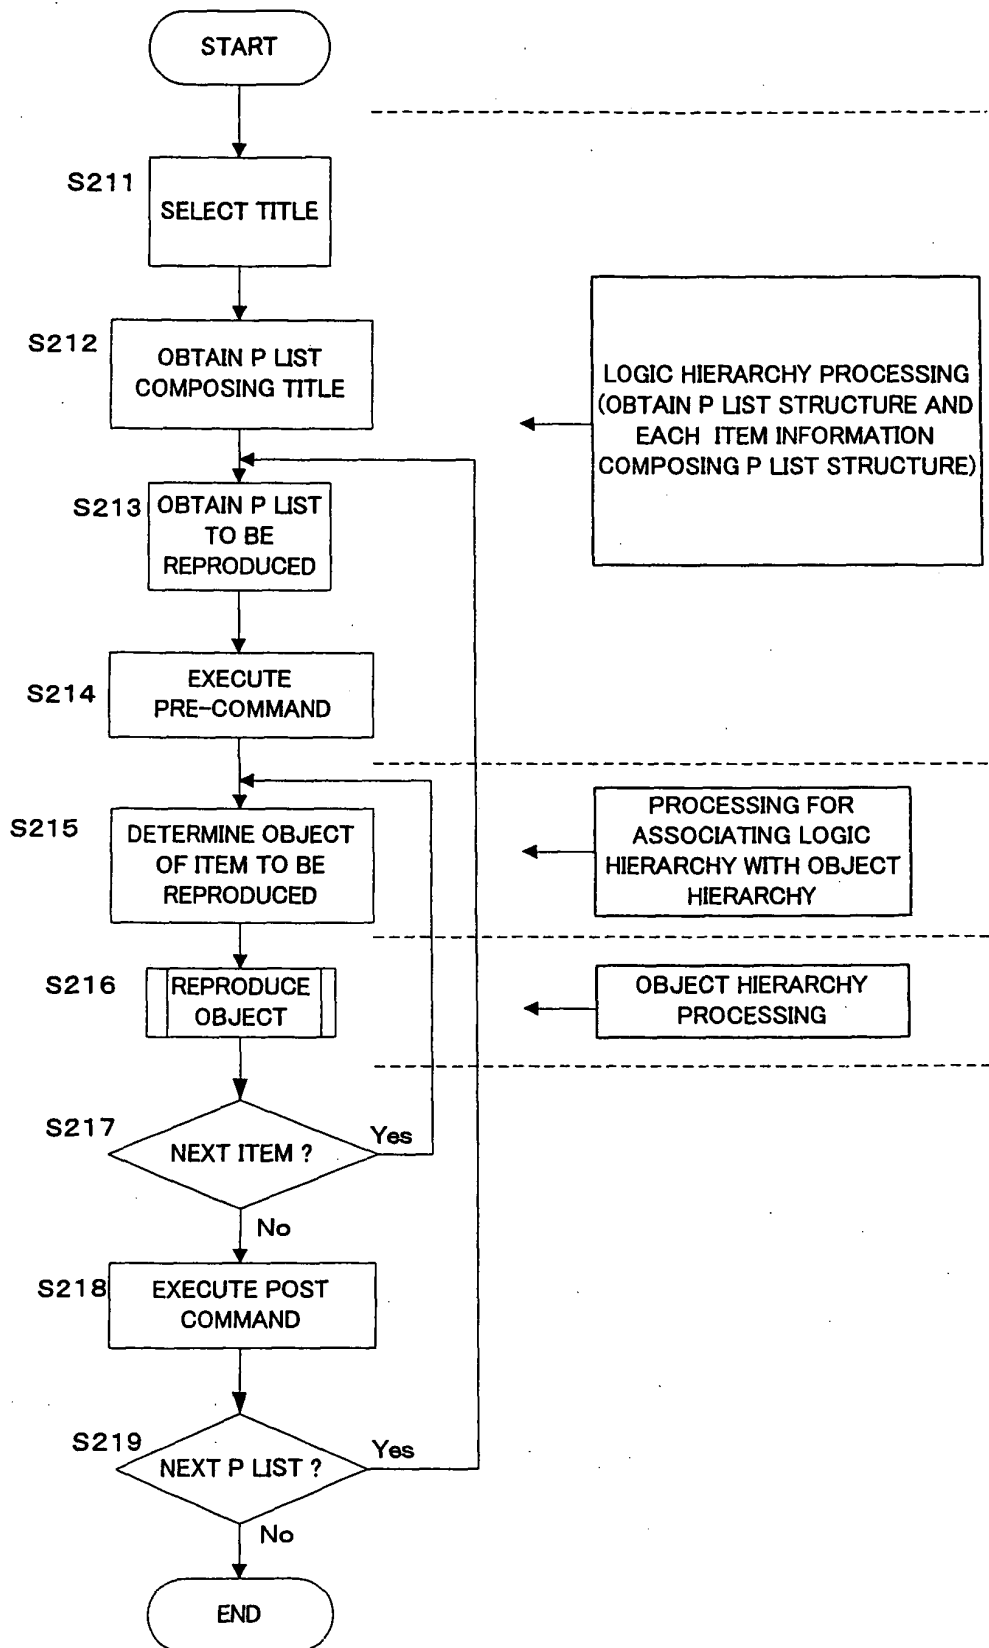 START
S211
SELECT TITLE
S212
OBTAIN P LIST
COMPOSING TITLE
LOGIC HIERARCHY PROCESSING
(OBTAIN P LIST STRUCTURE AND
EACH ITEM INFORMATION
COMPOSING P LIST STRUCTURE)
S213
OBTAIN P LIST
TO BE
REPRODUCED
S214
EXECUTE
PRE-COMMAND
S215
DETERMINE OBJECT
OF ITEM TO BE
REPRODUCED
PROCESSING FOR
ASSOCIATING LOGIC
HIERARCHY WITH OBJECT
HIERARCHY
S216
REPRODUCE
OBJECT
OBJECT HIERARCHY
PROCESSING
S217
NEXT ITEM ?
Yes
No
S218
EXECUTE POST
COMMAND
S219
NEXT P LIST ?
Yes
No
END